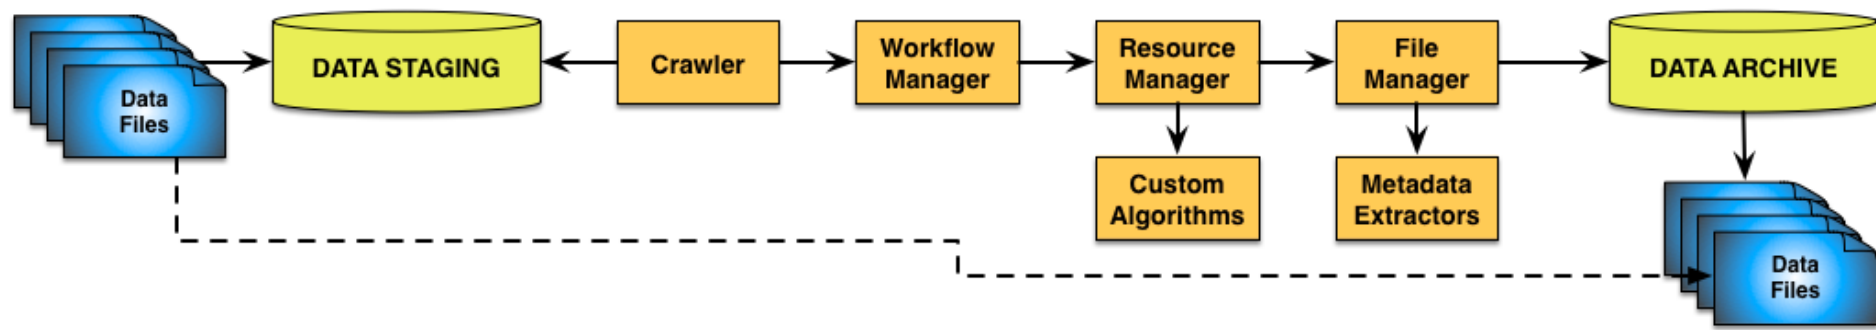 Data
Files
DATA STAGING
Crawler
Workflow
Manager
Resource
Manager
File
Manager
DATA ARCHIVE
Custom
Algorithms
Metadata
Extractors
Data
Files